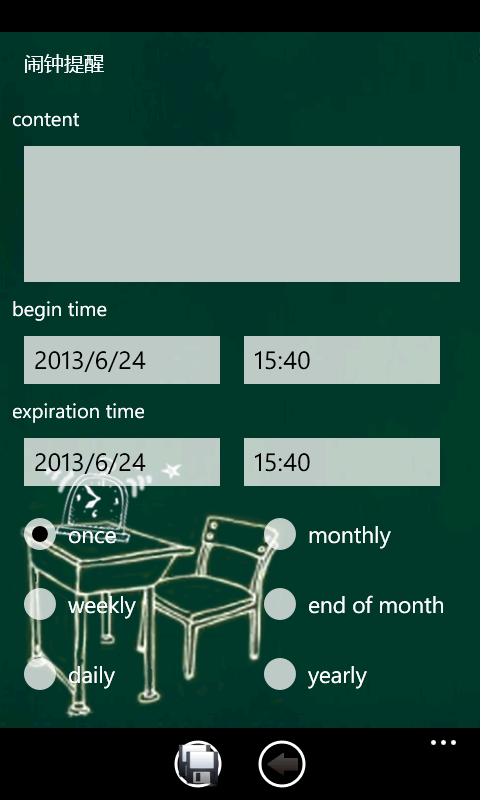 闹钟提醒
content
begin time
2013/6/24 15:40
expiration time
2013/6/24 15:40
once monthly
weekly end of month
daily yearly